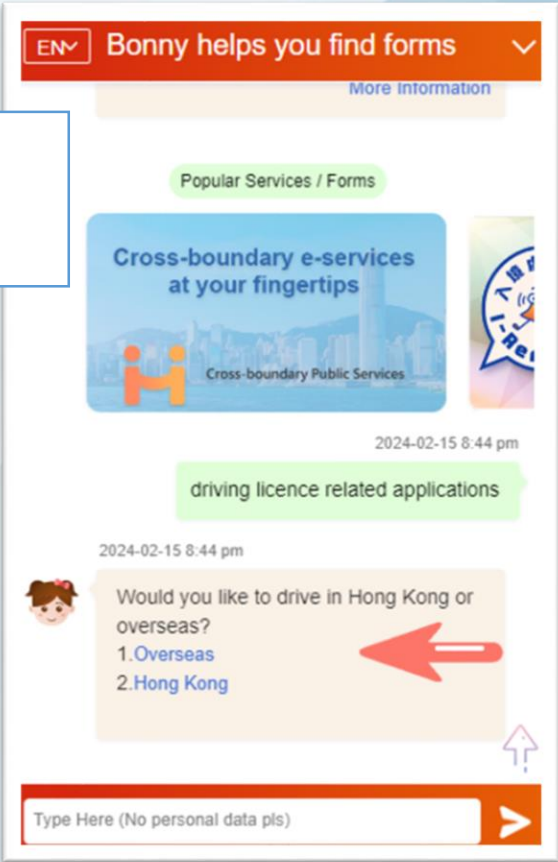 EN
Bonny helps you find forms
More Information
Popular Services / Forms
Cross-boundary e-services
at your fingertips
Cross-boundary Public Services
入境
I-Re
2024-02-15 8:44 pm
driving licence related applications
2024-02-15 8:44 pm
Would you like to drive in Hong Kong or
overseas?
1.Overseas
2.Hong Kong
Type Here (No personal data pls)